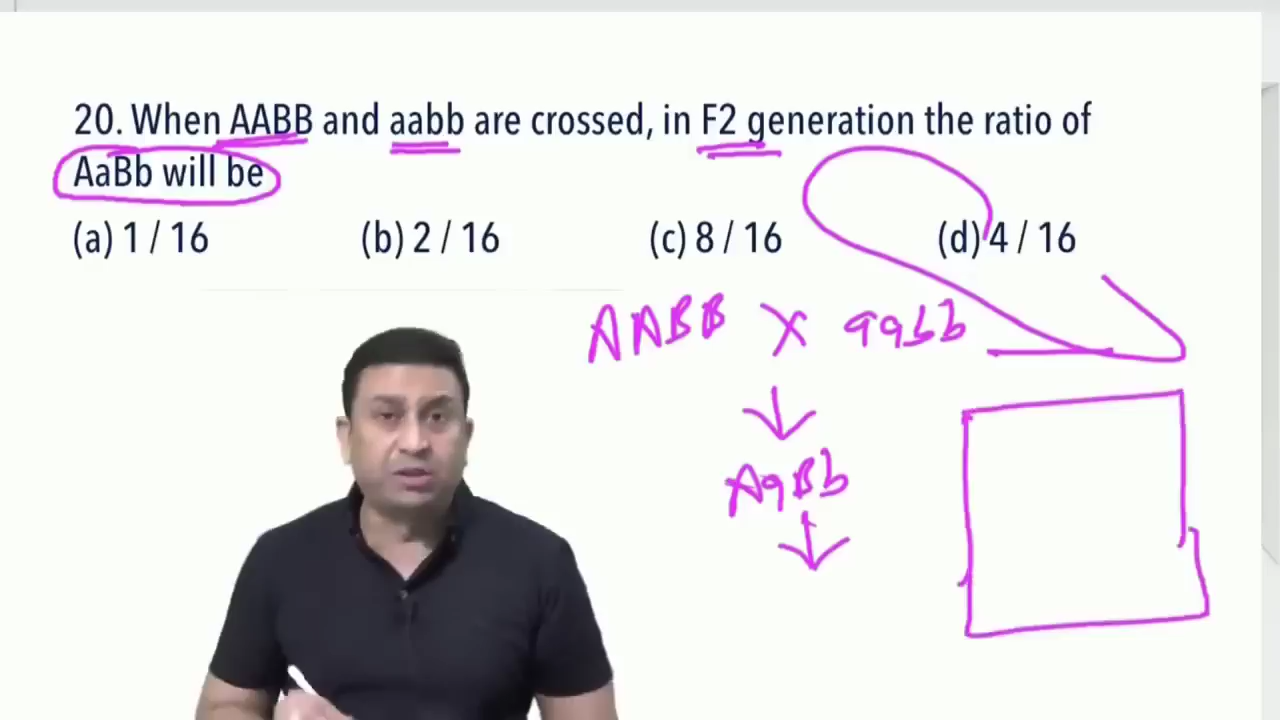 20. When AABB and aabb are crossed, in F2 generation the ratio of
AaBb will be
(a) 1 / 16 (b) 2 / 16 (c) 8 / 16 (d) 4 / 16
AABB X aabb
AaBb